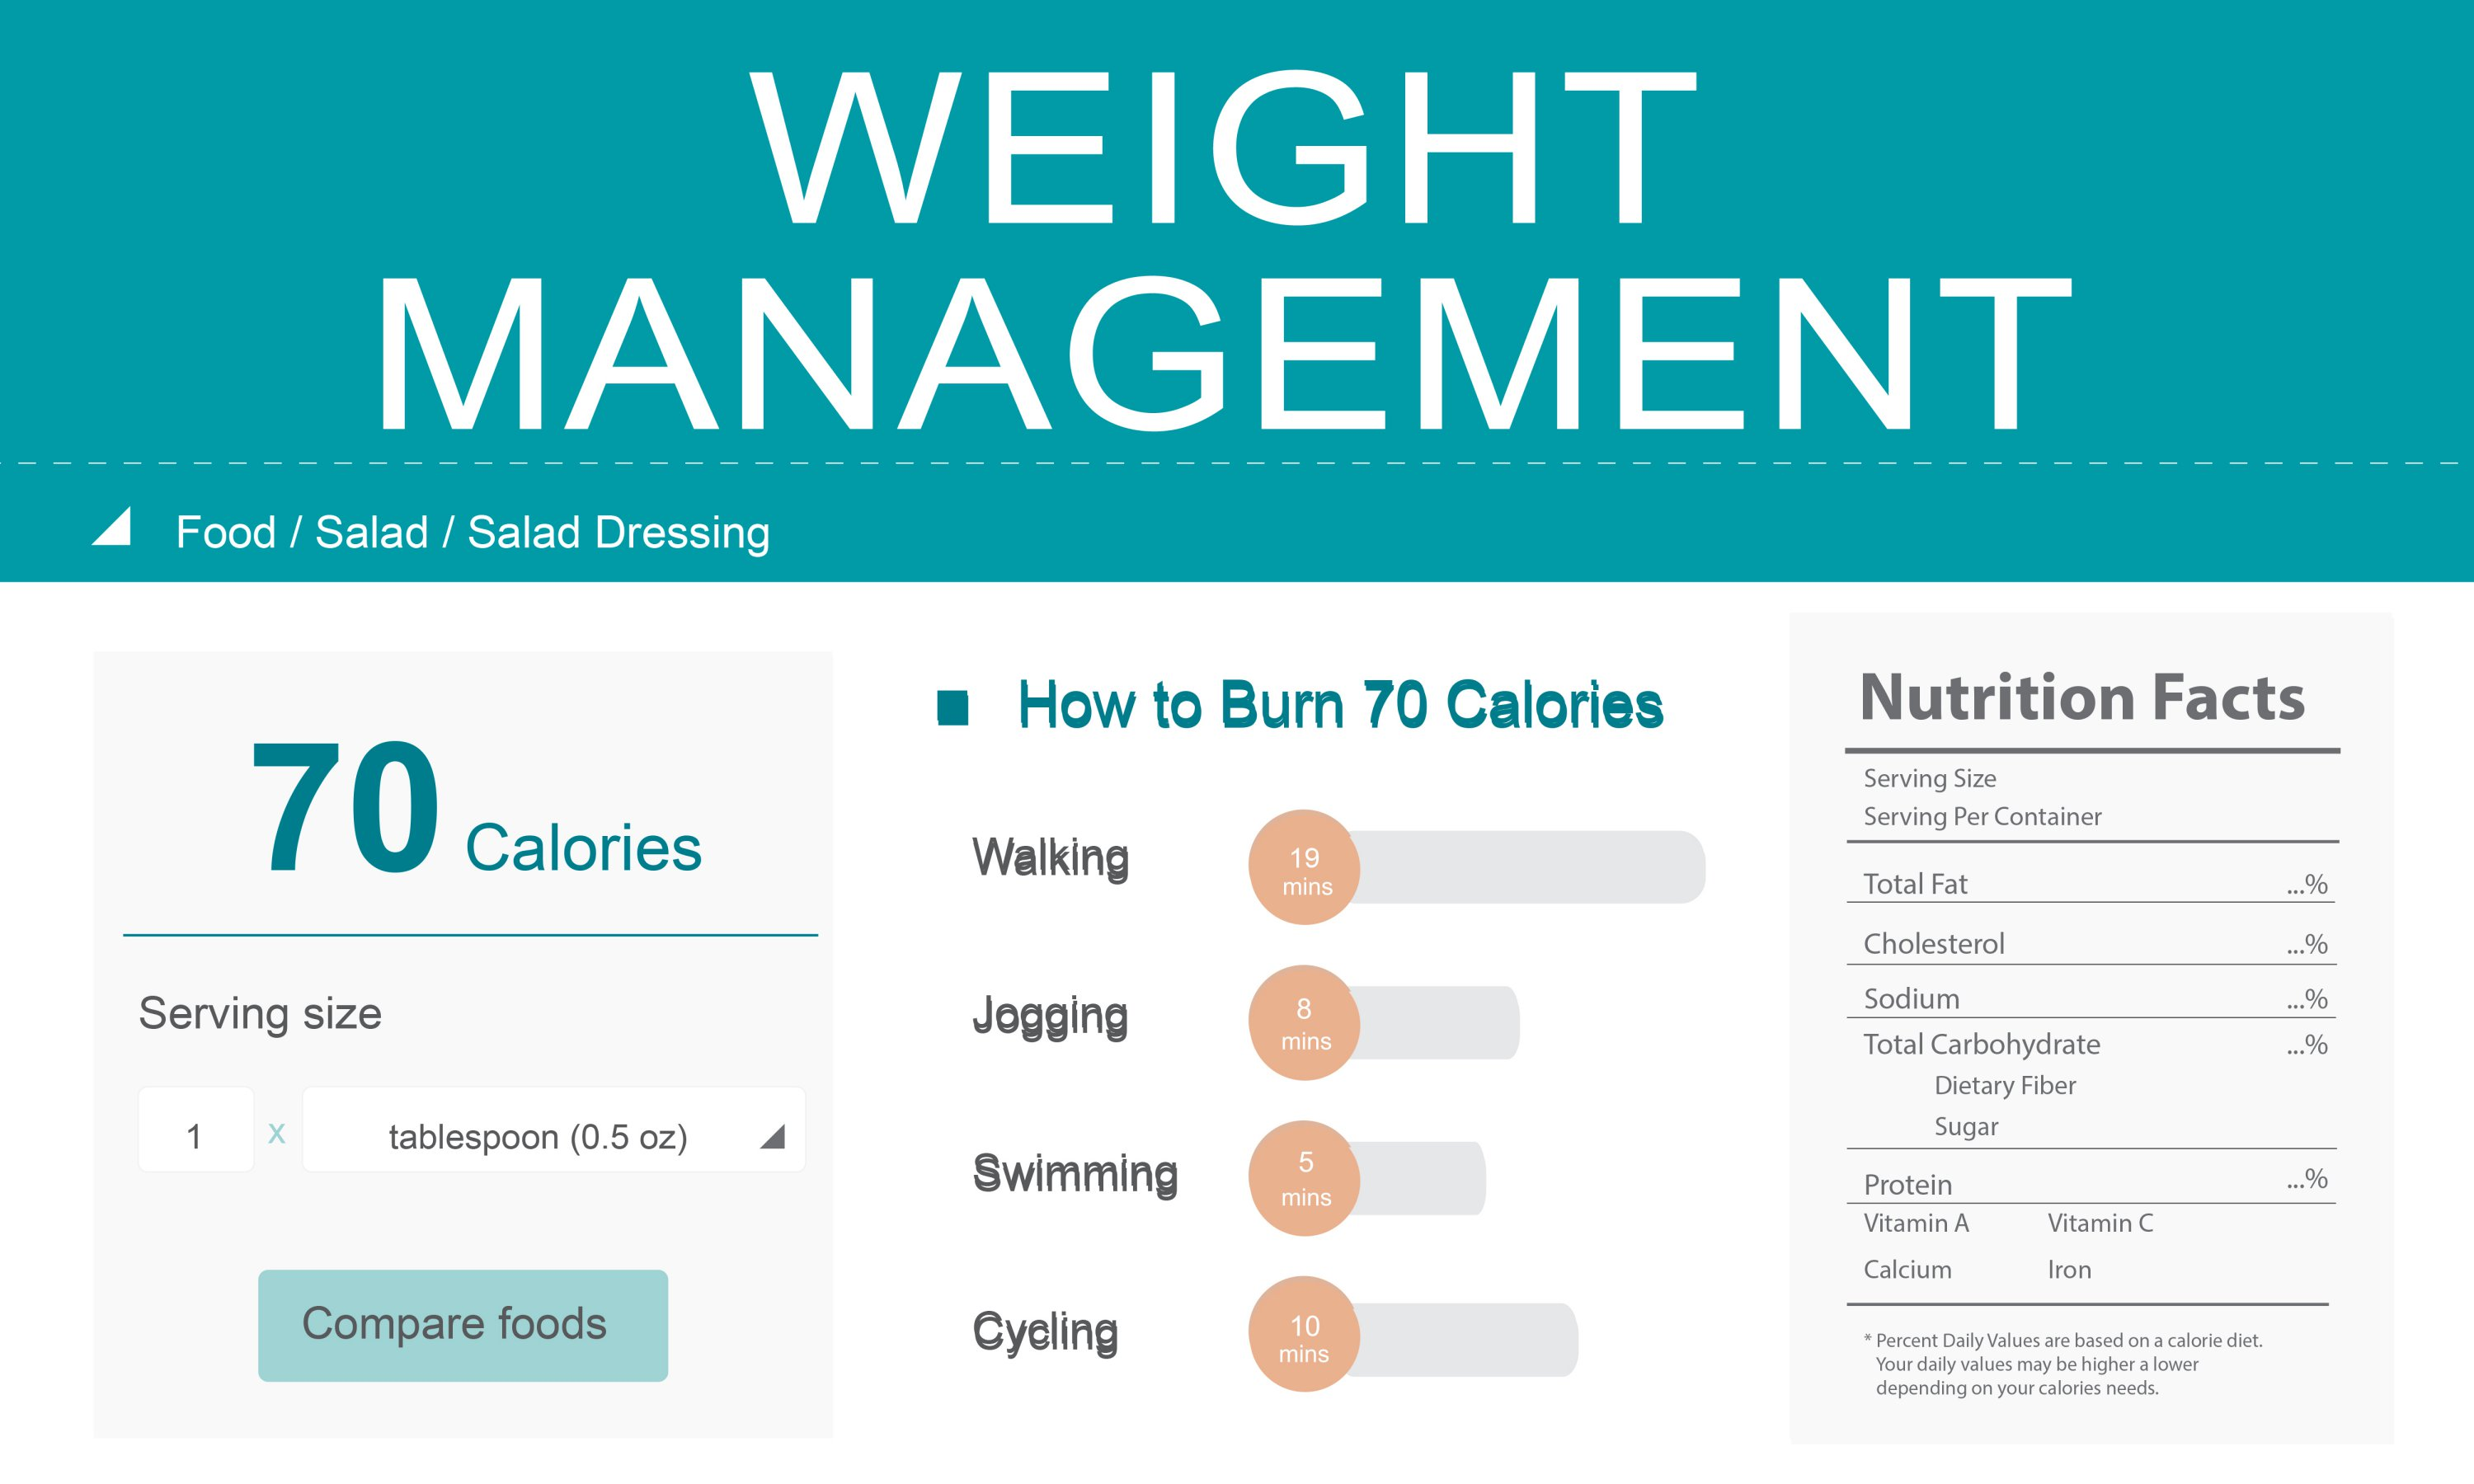 WEIGHT
MANAGEMENT
Food / Salad / Salad Dressing
70 Calories
Serving size
1 x tablespoon (0.5 oz)
Compare foods
How to Burn 70 Calories
Walking 19 mins
Jogging 8 mins
Swimming 5 mins
Cycling 10 mins
Nutrition Facts
Serving Size
Serving Per Container
Total Fat ...%
Cholesterol ...%
Sodium ...%
Total Carbohydrate ...%
Dietary Fiber
Sugar
Protein ...%
Vitamin A Vitamin C
Calcium Iron
* Percent Daily Values are based on a calorie diet.
Your daily values may be higher a lower
depending on your calories needs.